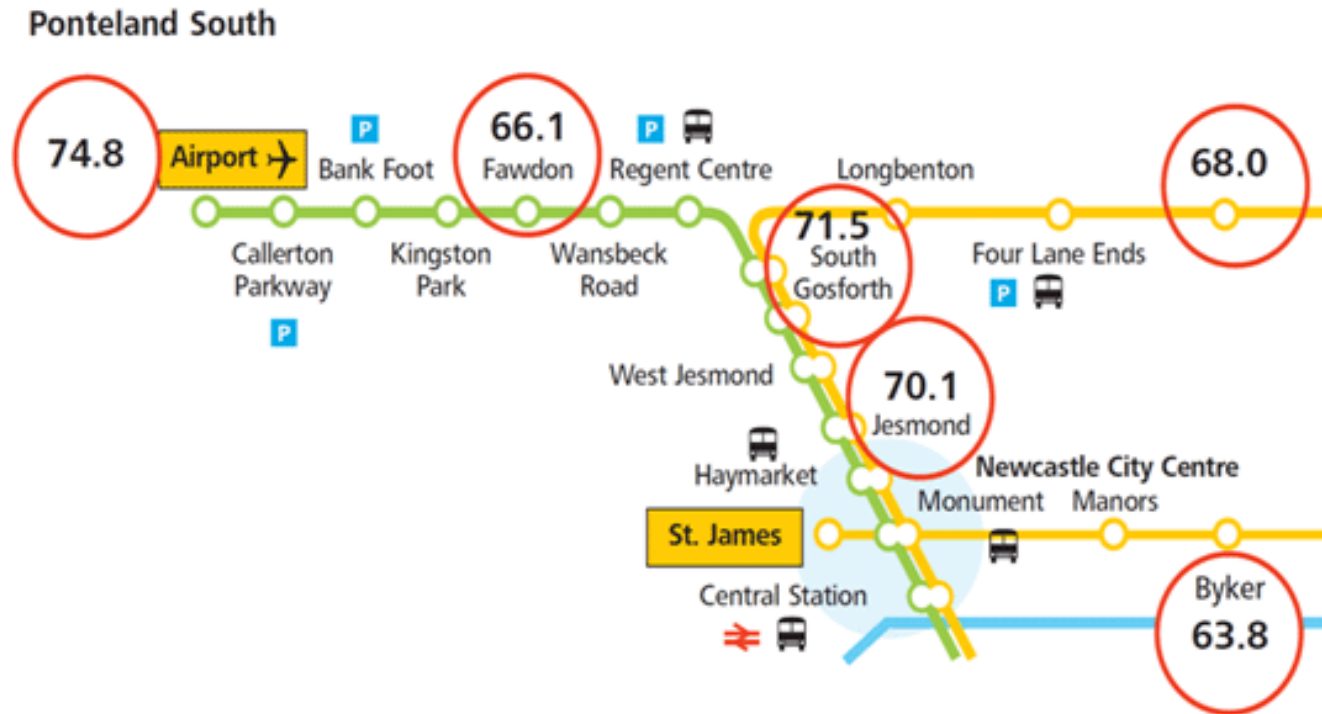 Ponteland South
74.8
Airport
P
Bank Foot
66.1
Fawdon
P
Regent Centre
Longbenton
68.0
Callerton
Parkway
P
Kingston
Park
Wansbeck
Road
71.5
South
Gosforth
Four Lane Ends
P
West Jesmond
70.1
Jesmond
Haymarket
Newcastle City Centre
Monument
Manors
St. James
Central Station
Byker
63.8